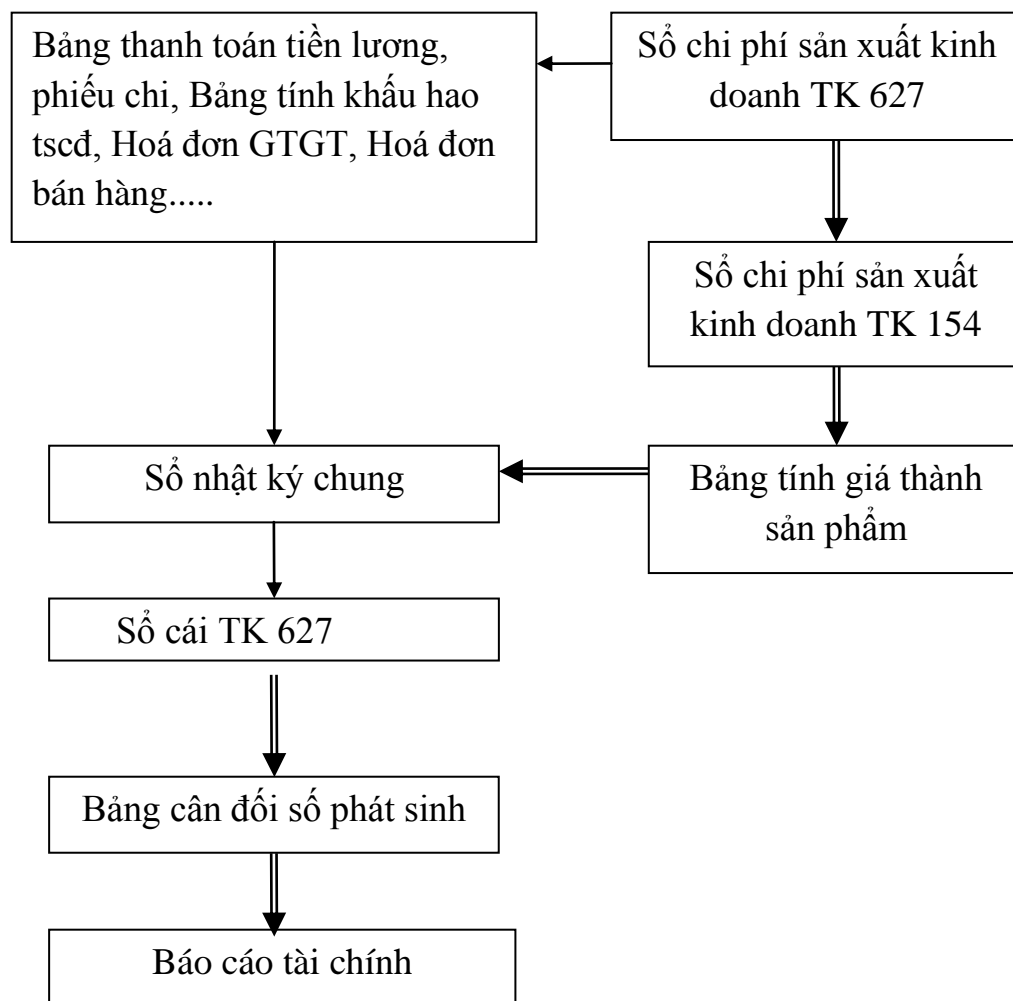 Bảng thanh toán tiền lương,
phiếu chi, Bảng tính khấu hao
tscđ, Hoá đơn GTGT, Hoá đơn
bán hàng.....
Sổ chi phí sản xuất kinh
doanh TK 627
Sổ chi phí sản xuất
kinh doanh TK 154
Sổ nhật ký chung
Bảng tính giá thành
sản phẩm
Sổ cái TK 627
Bảng cân đối số phát sinh
Báo cáo tài chính